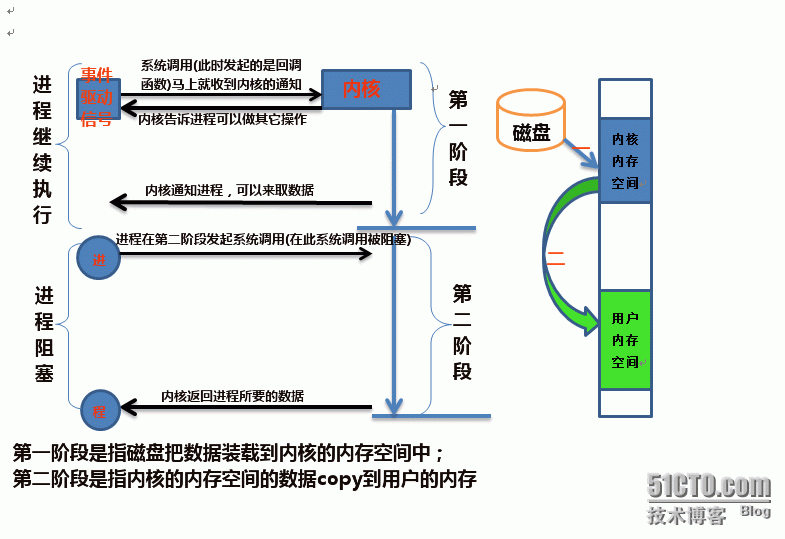 系统调用(此时发起的是回调
函数)马上就收到内核的通知
事件
驱动
信号
内核
内核告诉进程可以做其它操作
进程继续执行
第一阶段
内核通知进程，可以来取数据
进程在第二阶段发起系统调用(在此系统调用被阻塞)
进
进程阻塞
第二阶段
内核返回进程所要的数据
程
磁盘
一
内核
内存
空间
二
用户
内存
空间
第一阶段是指磁盘把数据装载到内核的内存空间中；
第二阶段是指内核的内存空间的数据copy到用户的内存
51CTO.com
技术博客 Blog